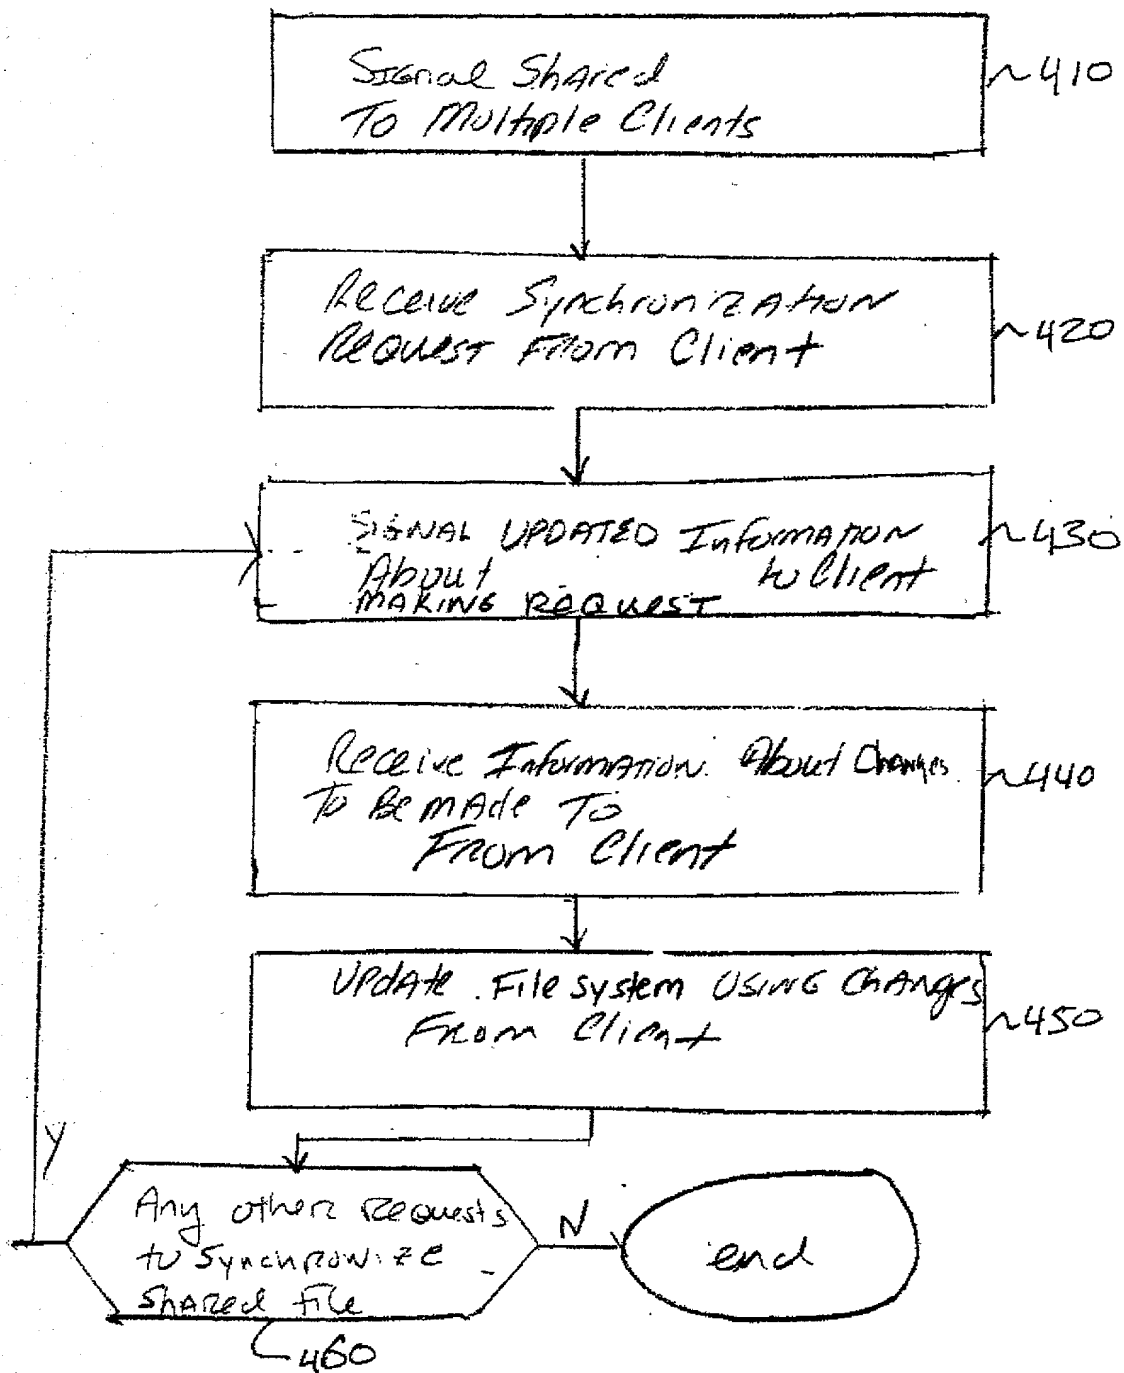 Signal Shared
To Multiple Clients
410
Receive Synchronization
Request From Client
420
Signal UPDATED Information
About to Client
MAKING REQUEST
430
Receive Information About Changes
To Be Made To
From Client
440
Update File system Using Changes
From Client
450
Y
Any other Requests
to Synchronize
Shared file
N
end
460